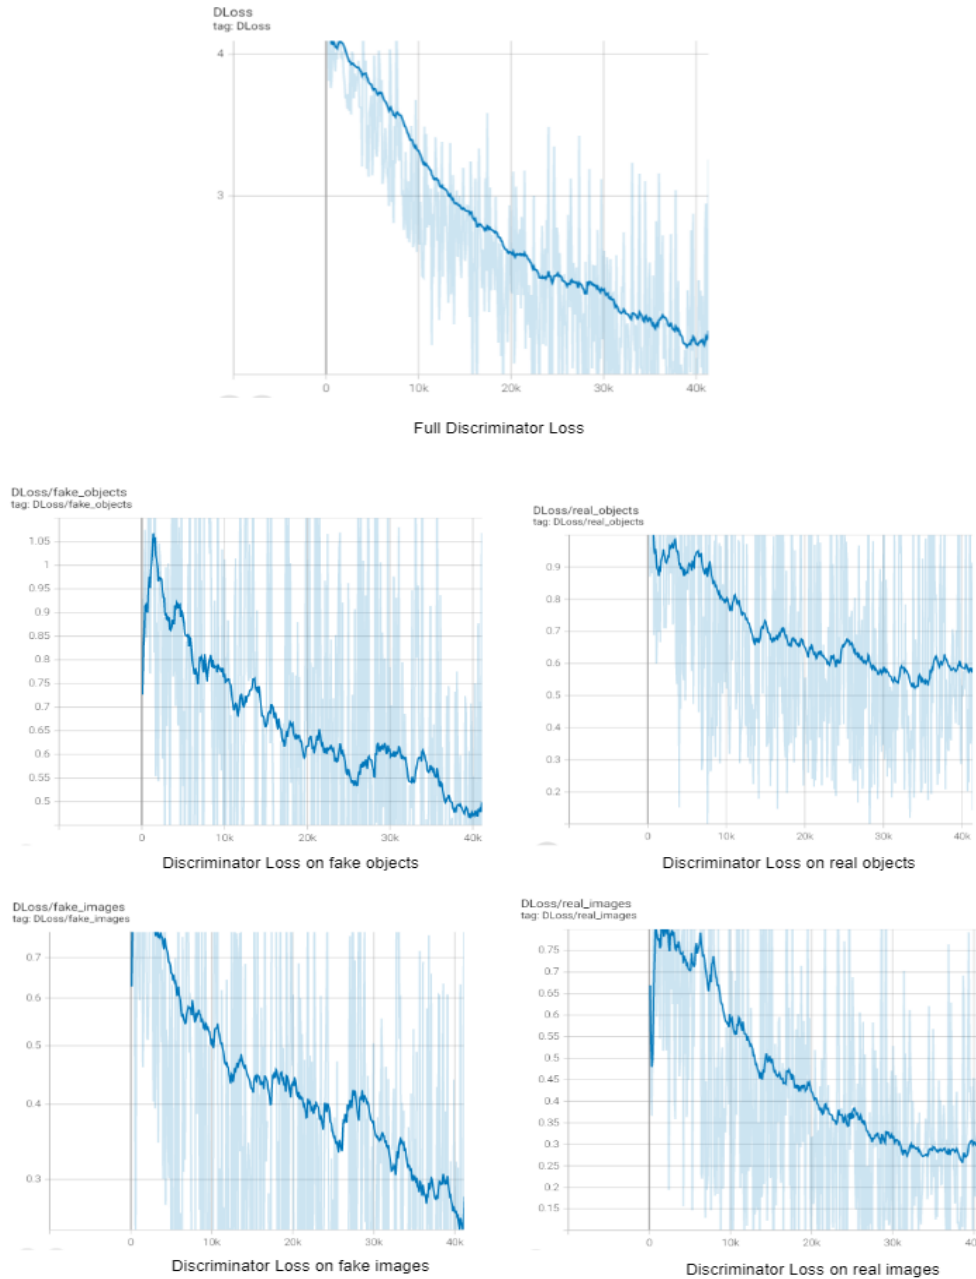 DLoss
tag: DLoss
4
3
0 10k 20k 30k 40k
Full Discriminator Loss
DLoss/fake_objects
tag: DLoss/fake_objects
1.05
1
0.95
0.9
0.85
0.8
0.75
0.7
0.65
0.6
0.55
0.5
0 10k 20k 30k 40k
Discriminator Loss on fake objects
DLoss/real_objects
tag: DLoss/real_objects
0.9
0.8
0.7
0.6
0.5
0.4
0.3
0.2
0 10k 20k 30k 40k
Discriminator Loss on real objects
DLoss/fake_images
tag: DLoss/fake_images
0.7
0.6
0.5
0.4
0.3
0 10k 20k 30k 40k
Discriminator Loss on fake images
DLoss/real_images
tag: DLoss/real_images
0.75
0.7
0.65
0.6
0.55
0.5
0.45
0.4
0.35
0.3
0.25
0.2
0.15
0 10k 20k 30k 40
Discriminator Loss on real images